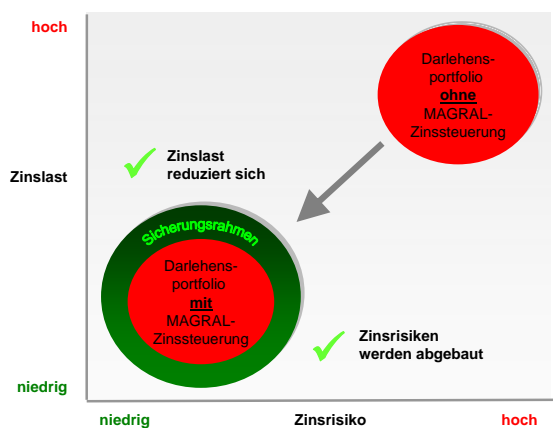 hoch
Darlehens-
portfolio
ohne
MAGRAL-
Zinssteuerung
Zinslast
reduziert sich
Zinslast
Sicherungsrahmen
Darlehens-
portfolio
mit
MAGRAL-
Zinssteuerung
Zinsrisiken
werden abgebaut
niedrig
niedrig
Zinsrisiko
hoch